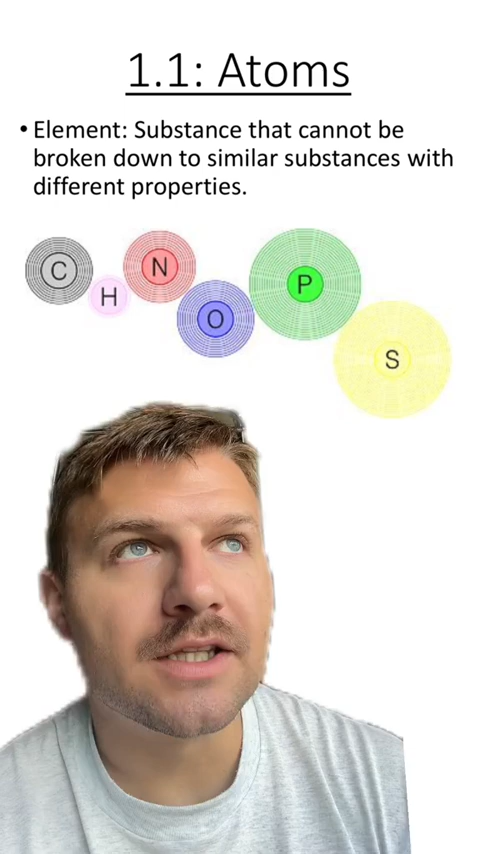 1.1: Atoms
• Element: Substance that cannot be
broken down to similar substances with
different properties.
C
H
N
O
P
S